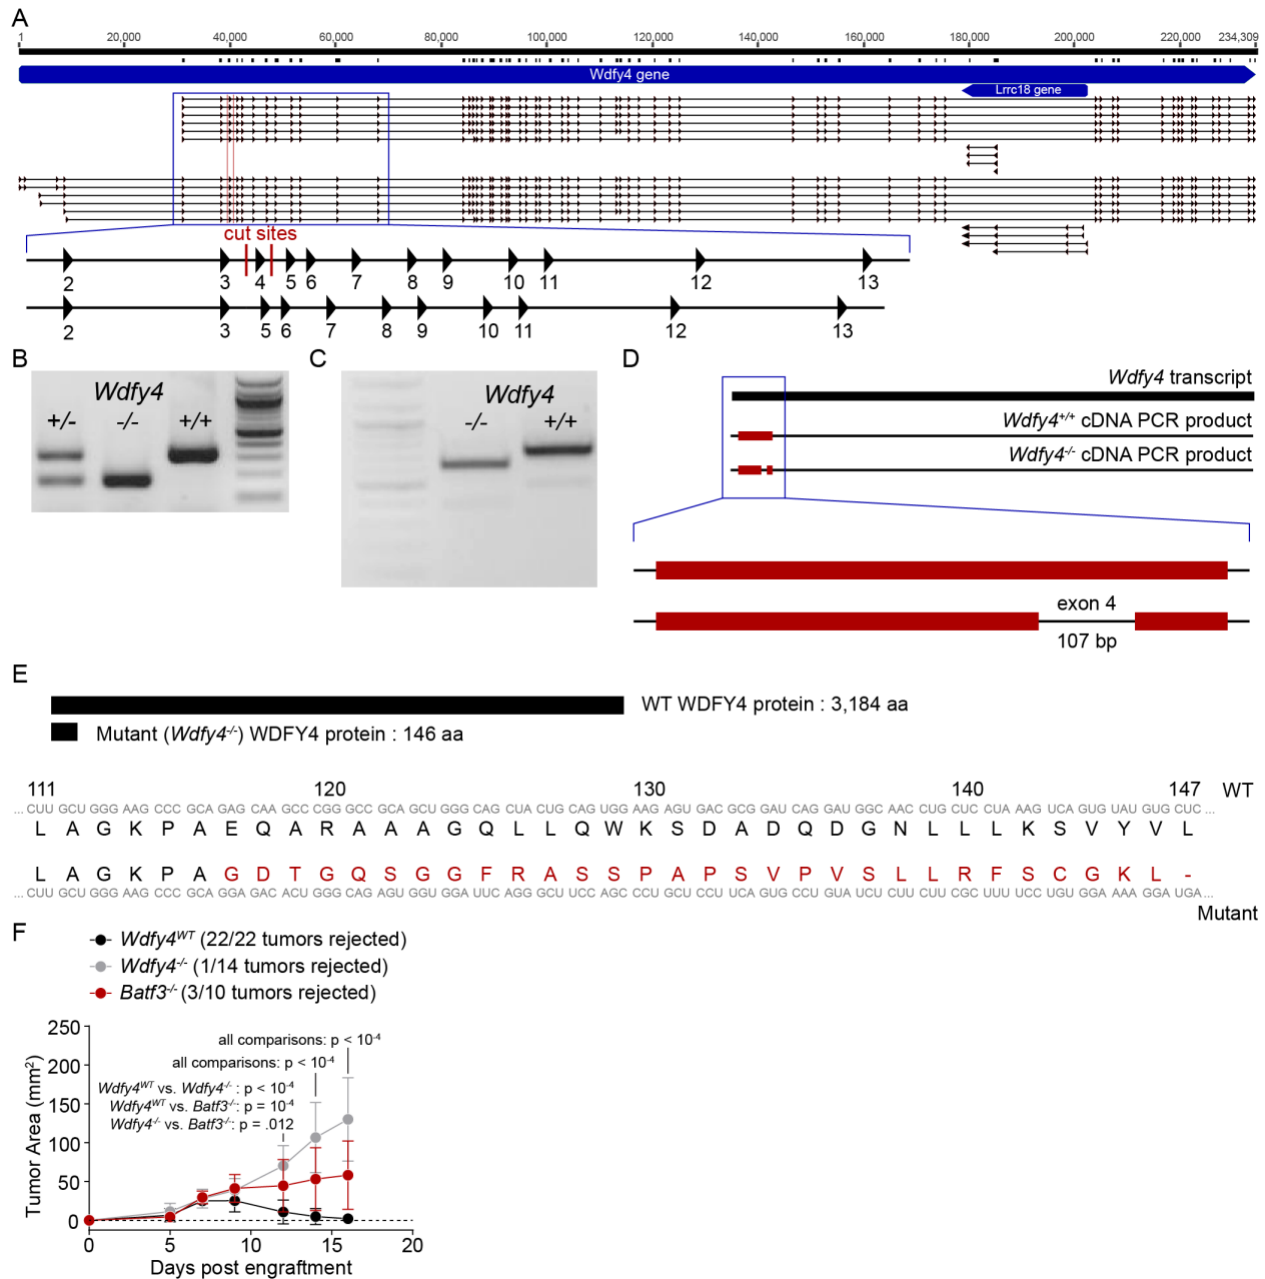 A
1 20,000 40,000 60,000 80,000 100,000 120,000 140,000 160,000 180,000 200,000 220,000 234,309
Wdfy4 gene
Lrrc18 gene
cut sites
2 3 4 5 6 7 8 9 10 11 12 13
2 3 5 6 7 8 9 10 11 12 13
B
Wdfy4
+/- -/- +/+
C
Wdfy4
-/- +/+
D
Wdfy4 transcript
Wdfy4+/+ cDNA PCR product
Wdfy4-/- cDNA PCR product
exon 4
107 bp
E
WT WDFY4 protein : 3,184 aa
Mutant (Wdfy4-/-) WDFY4 protein : 146 aa
111 120 130 140 147 WT
... CUU GCU GGG AAG CCC GCA GAG CAA GCC CGG GCC GCA GCU GGG CAG CUA CUG CAG UGG AAG AGU GAC GCG GAU CAG GAU GGC AAC CUG CUC CUA AAG UCA GUG UAU GUG CUC ...
L A G K P A E Q A R A A A G Q L L Q W K S D A D Q D G N L L L K S V Y V L
L A G K P A G D T G Q S G G F R A S S P A P S V P V S L L R F S C G K L -
... CUU GCU GGG AAG CCC GCA GGA GAC ACU GGG CAG AGU GGU GGA UUC AGG GCU UCC AGC CCU GCU CCU UCA GUG CCU GUA UCU CUU CUU CGC UUU UCC UGU GGA AAA GGA UGA ...
Mutant
F
Wdfy4WT (22/22 tumors rejected)
Wdfy4-/- (1/14 tumors rejected)
Batf3-/- (3/10 tumors rejected)
all comparisons: p < 10-4
all comparisons: p < 10-4
Wdfy4WT vs. Wdfy4-/- : p < 10-4
Wdfy4WT vs. Batf3-/-: p = 10-4
Wdfy4-/- vs. Batf3-/-: p = .012
Tumor Area (mm2)
250
200
150
100
50
0
0 5 10 15 20
Days post engraftment